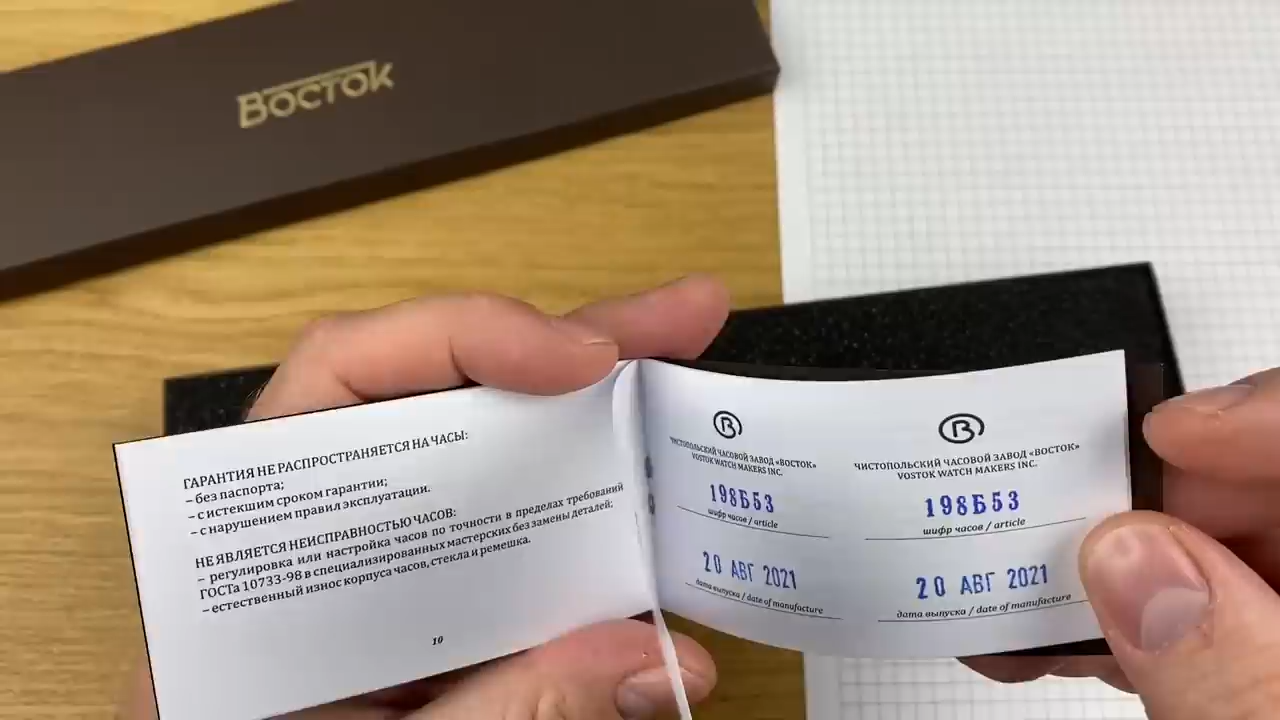 Восток
ГАРАНТИЯ НЕ РАСПРОСТРАНЯЕТСЯ НА ЧАСЫ:
– без паспорта;
– с истекшим сроком гарантии;
– с нарушением правил эксплуатации.
НЕ ЯВЛЯЕТСЯ НЕИСПРАВНОСТЬЮ ЧАСОВ:
– регулировка или настройка часов по точности в пределах требований
ГОСТа 10733-98 в специализированных мастерских без замены деталей;
– естественный износ корпуса часов, стекла и ремешка.
10
ЧИСТОПОЛЬСКИЙ ЧАСОВОЙ ЗАВОД «ВОСТОК»
VOSTOK WATCH MAKERS INC.
198Б53
шифр часов / article
20 АВГ 2021
дата выпуска / date of manufacture
ЧИСТОПОЛЬСКИЙ ЧАСОВОЙ ЗАВОД «ВОСТОК»
VOSTOK WATCH MAKERS INC.
198Б53
шифр часов / article
20 АВГ 2021
дата выпуска / date of manufacture